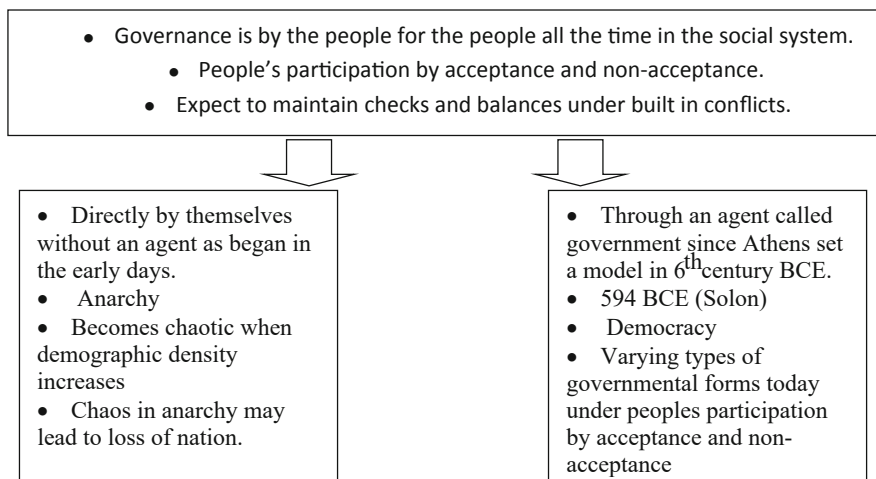 • Governance is by the people for the people all the time in the social system.
• People’s participation by acceptance and non-acceptance.
• Expect to maintain checks and balances under built in conflicts.
• Directly by themselves
without an agent as began in
the early days.
• Anarchy
• Becomes chaotic when
demographic density
increases
• Chaos in anarchy may
lead to loss of nation.
• Through an agent called
government since Athens set
a model in 6th century BCE.
• 594 BCE (Solon)
• Democracy
• Varying types of
governmental forms today
under peoples participation
by acceptance and non-
acceptance